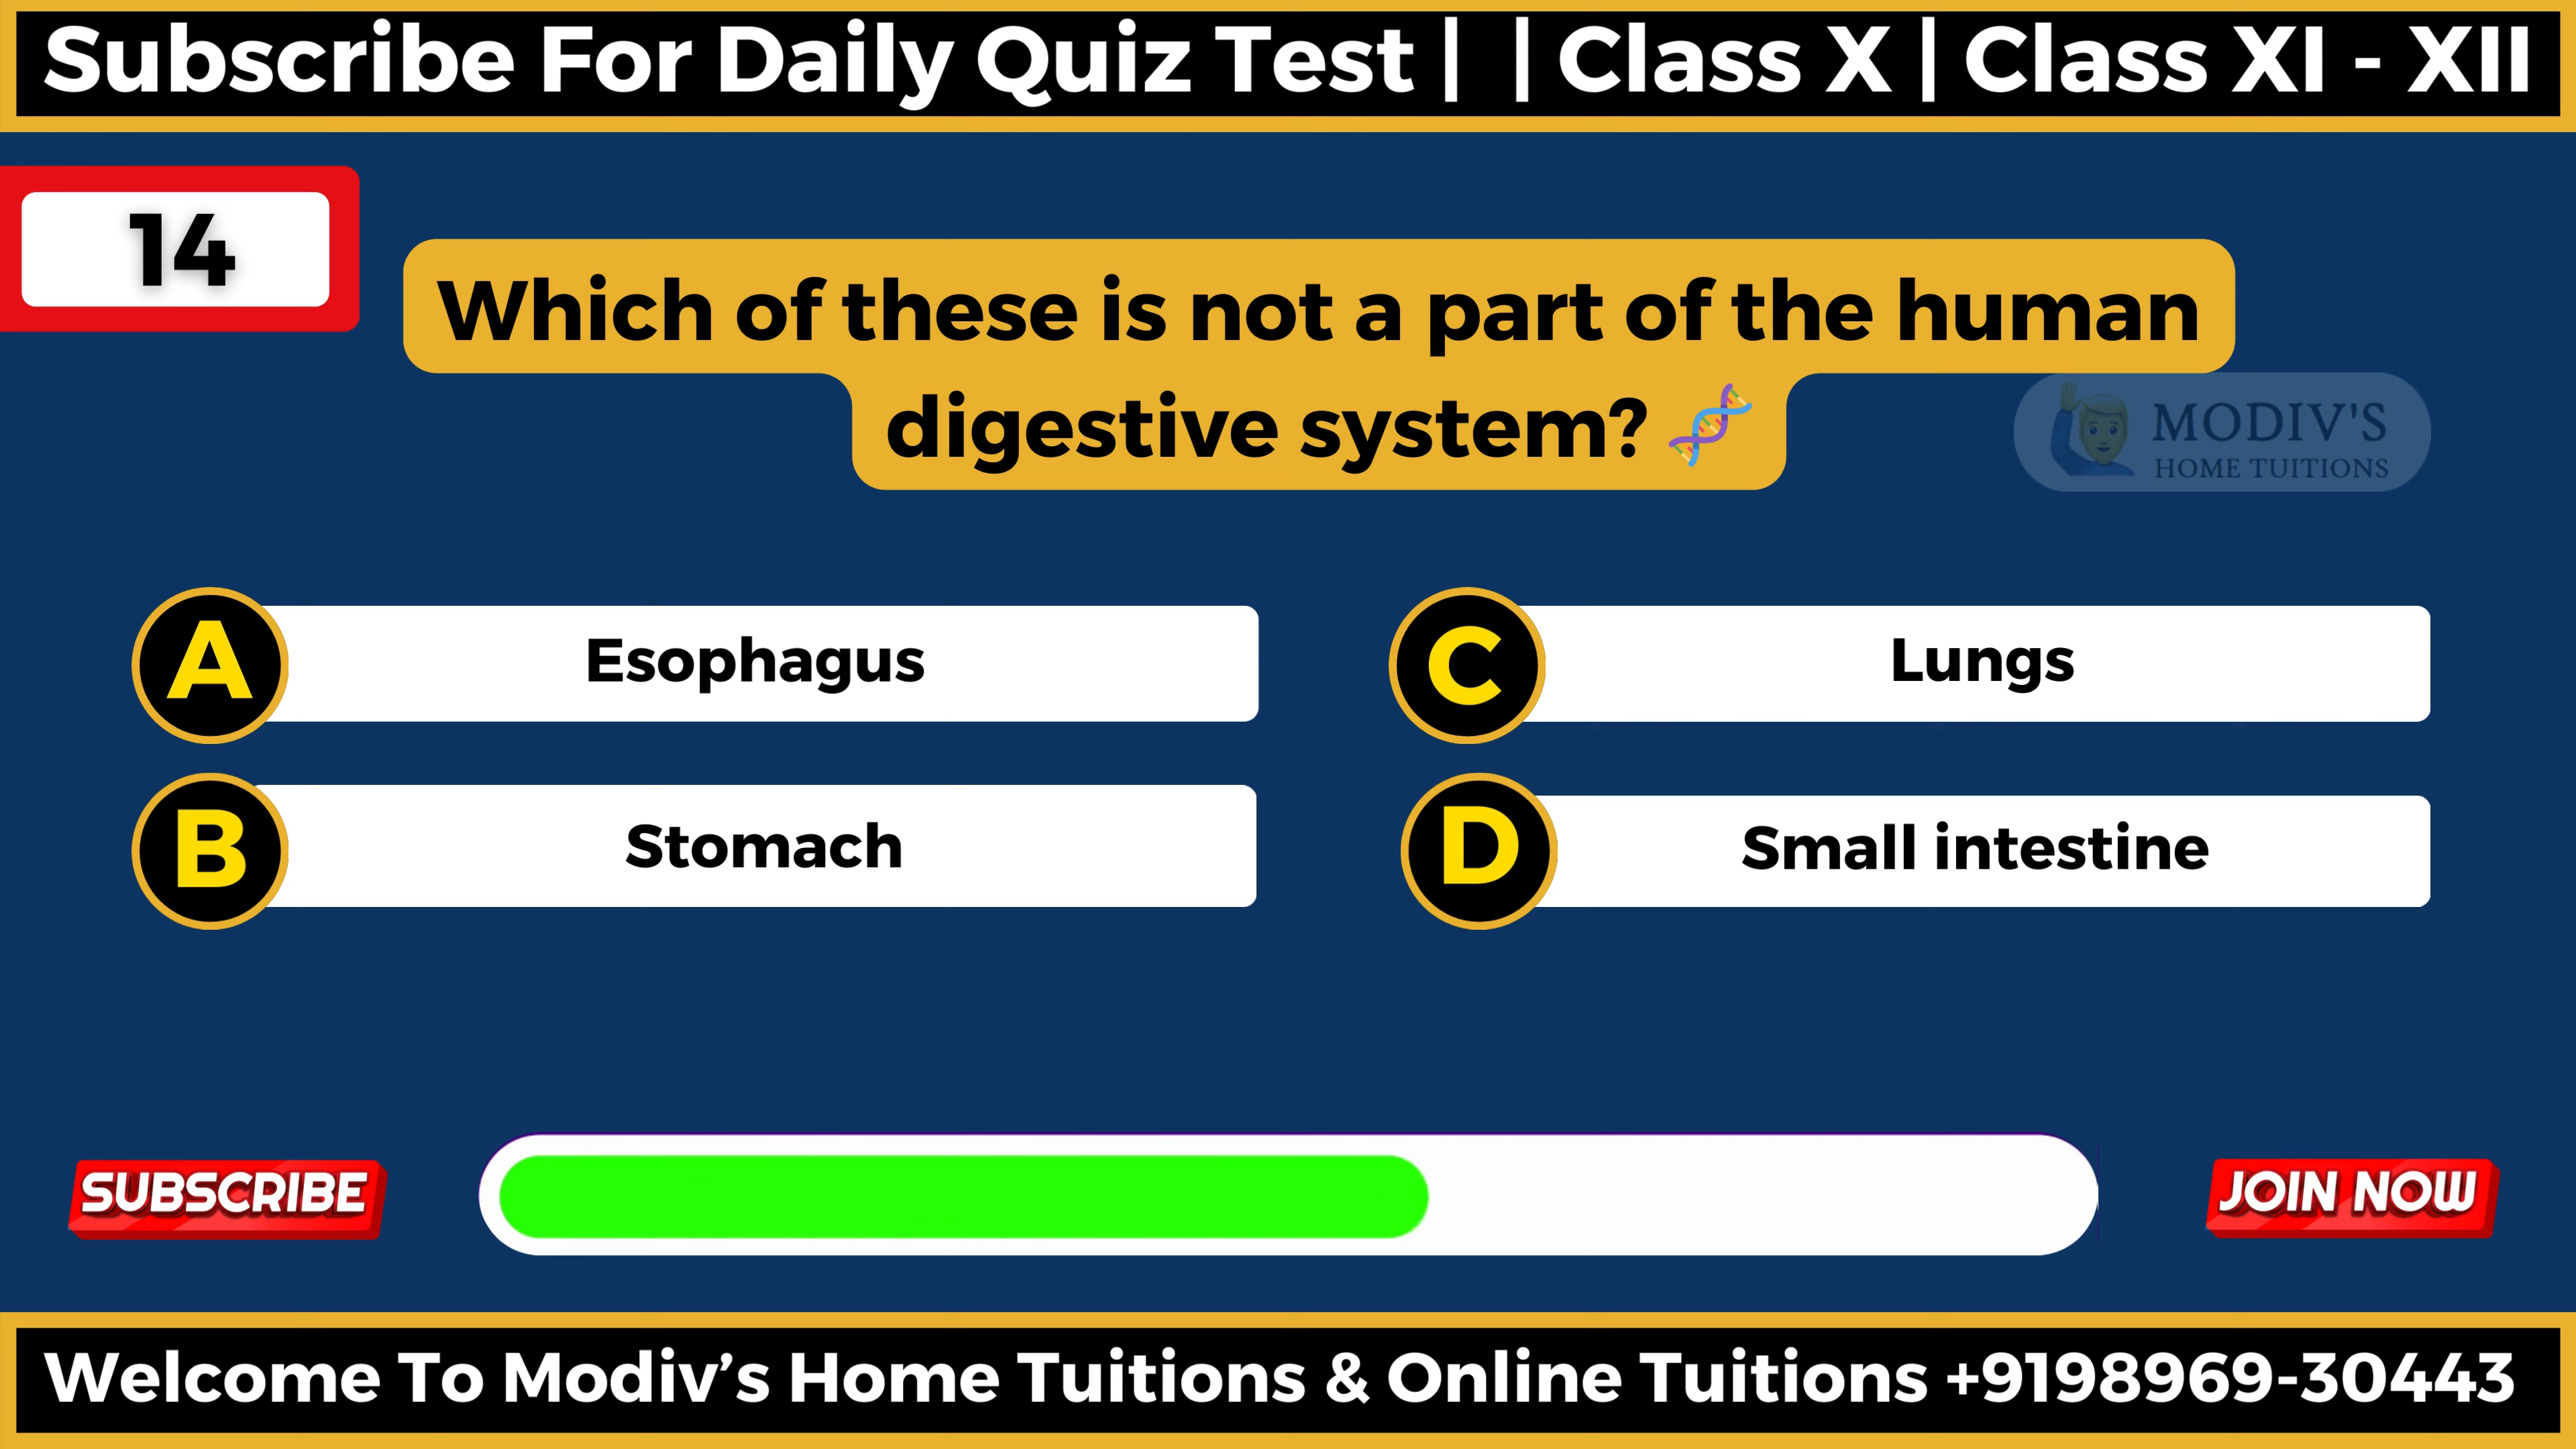 Subscribe For Daily Quiz Test | | Class X | Class XI - XII
14
Which of these is not a part of the human
digestive system? 🧬
MODIV'S
HOME TUITIONS
A Esophagus
B Stomach
C Lungs
D Small intestine
SUBSCRIBE
JOIN NOW
Welcome To Modiv’s Home Tuitions & Online Tuitions +9198969-30443